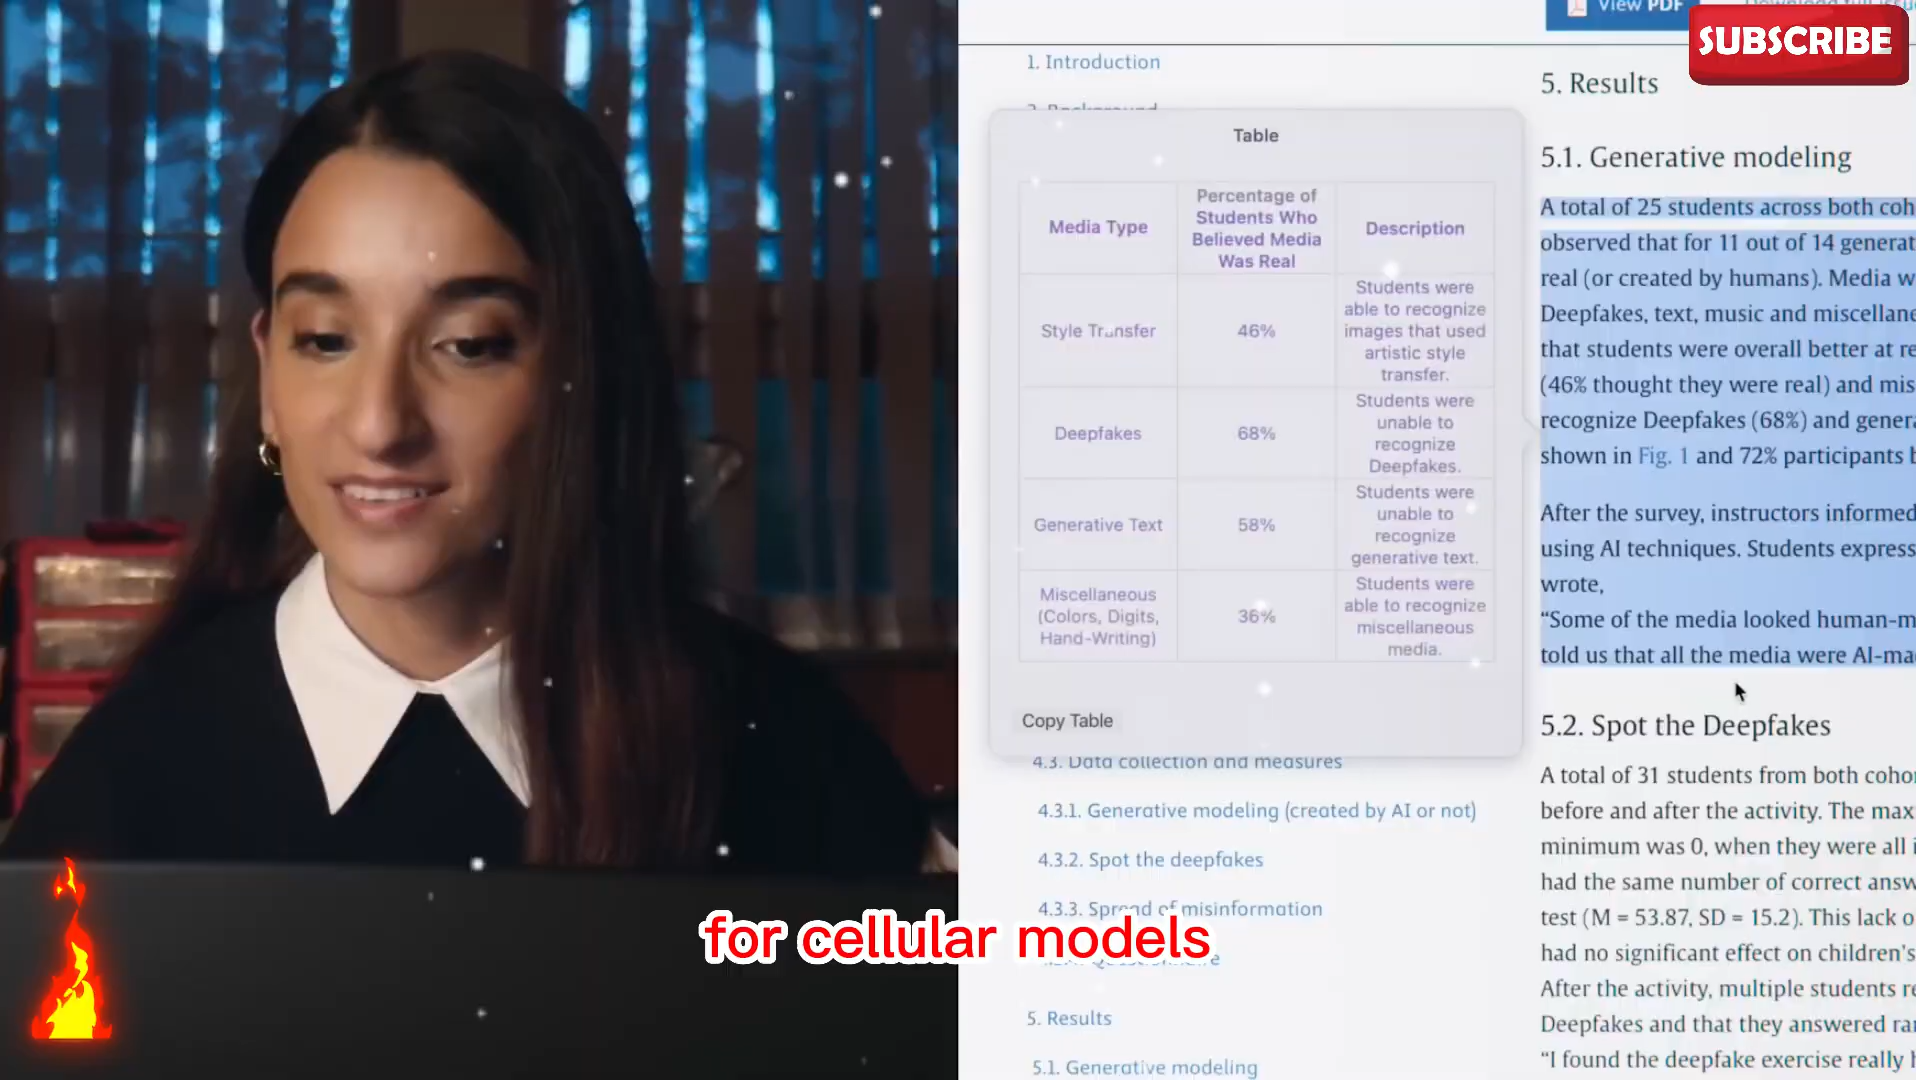 View PDF
SUBSCRIBE
1. Introduction
Table
Media Type
Percentage of
Students Who
Believed Media
Was Real
Description
Style Transfer
46%
Students were
able to recognize
images that used
artistic style
transfer.
Deepfakes
68%
Students were
unable to
recognize
Deepfakes.
Generative Text
58%
Students were
unable to
recognize
generative text.
Miscellaneous
(Colors, Digits,
Hand-Writing)
36%
Students were
able to recognize
miscellaneous
media.
Copy Table
4.3. Data collection and measures
4.3.1. Generative modeling (created by AI or not)
4.3.2. Spot the deepfakes
4.3.3. Spread of misinformation
5. Results
5.1. Generative modeling
5. Results
5.1. Generative modeling
A total of 25 students across both coh
observed that for 11 out of 14 generat
real (or created by humans). Media w
Deepfakes, text, music and miscellane
that students were overall better at re
(46% thought they were real) and mis
recognize Deepfakes (68%) and genera
shown in Fig. 1 and 72% participants b
After the survey, instructors informed
using AI techniques. Students express
wrote,
“Some of the media looked human-m
told us that all the media were AI-ma
5.2. Spot the Deepfakes
A total of 31 students from both coho
before and after the activity. The max
minimum was 0, when they were all i
had the same number of correct answ
test (M = 53.87, SD = 15.2). This lack o
had no significant effect on children's
After the activity, multiple students re
Deepfakes and that they answered ra
“I found the deepfake exercise really h
for cellular models